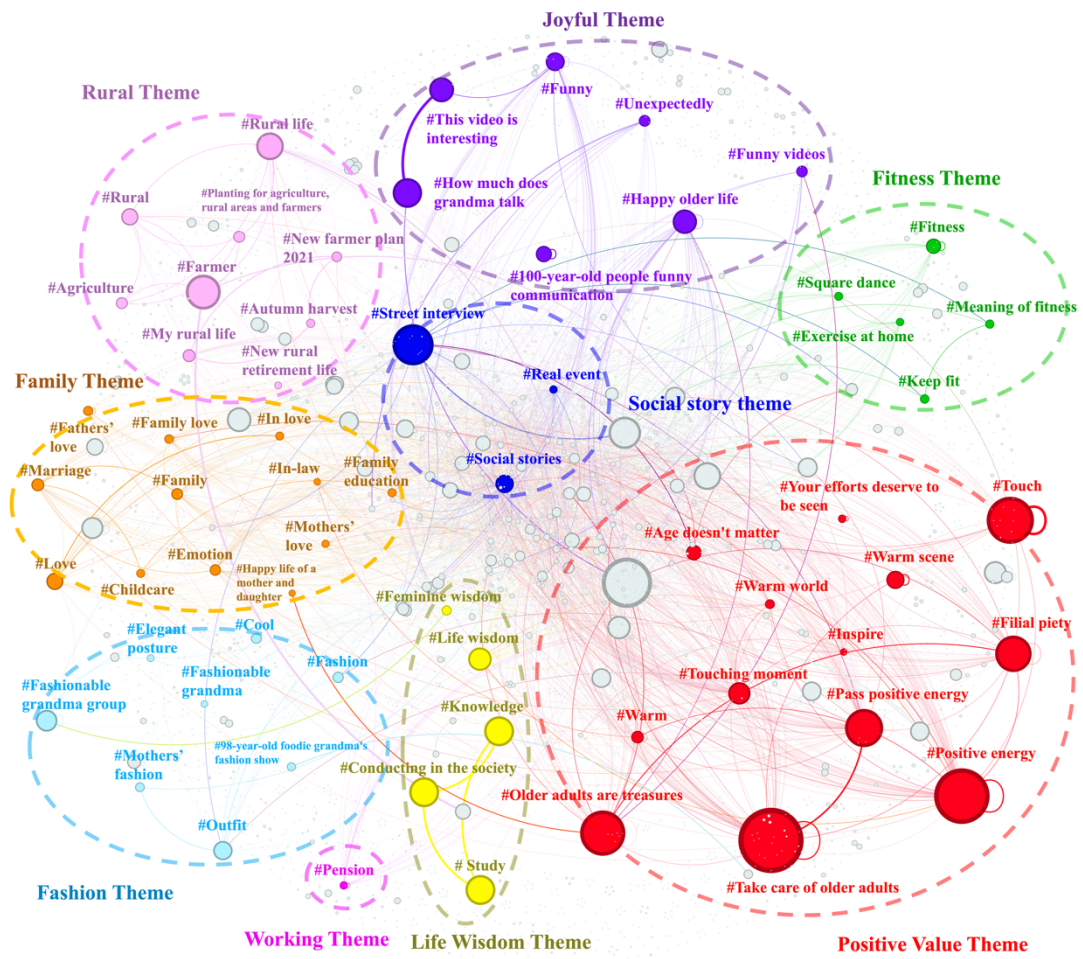 Joyful Theme
#Funny
#This video is
interesting
#Unexpectedly
#Funny videos
#How much does
grandma talk
#Happy older life
#100-year-old people funny
communication
Rural Theme
#Rural life
#Rural
#Planting for agriculture,
rural areas and farmers
#New farmer plan
2021
#Farmer
#Agriculture
#Autumn harvest
#My rural life
#New rural
retirement life
Fitness Theme
#Fitness
#Square dance
#Meaning of fitness
#Exercise at home
#Keep fit
#Street interview
#Real event
Social story theme
#Social stories
Family Theme
#Fathers’
love
#Family love
#In love
#Marriage
#Family
#In-law
#Family
education
#Mothers’
love
#Love
#Emotion
#Childcare
#Happy life of a
mother and
daughter
#Your efforts deserve to
be seen
#Touch
#Age doesn't matter
#Warm scene
#Warm world
#Filial piety
#Inspire
#Touching moment
#Pass positive energy
#Warm
#Positive energy
#Older adults are treasures
#Take care of older adults
Positive Value Theme
#Feminine wisdom
#Life wisdom
#Knowledge
#Conducting in the society
# Study
Life Wisdom Theme
#Elegant
posture
#Cool
#Fashion
#Fashionable
grandma group
#Fashionable
grandma
#Mothers’
fashion
#98-year-old foodie grandma's
fashion show
#Outfit
Fashion Theme
#Pension
Working Theme